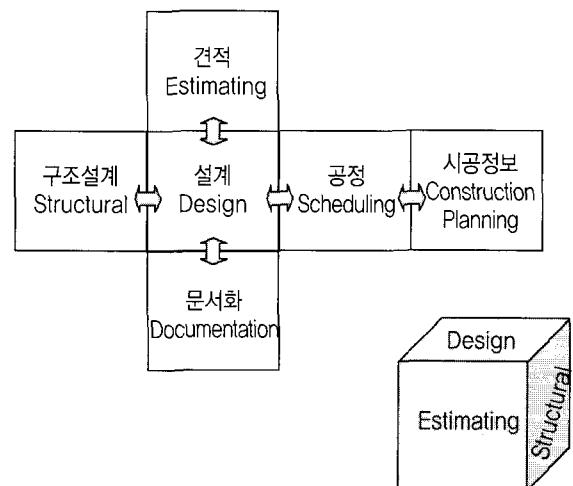 견적
Estimating
구조설계
Structural
설계
Design
공정
Scheduling
시공정보
Construction
Planning
문서화
Documentation
Design
Estimating
Structural